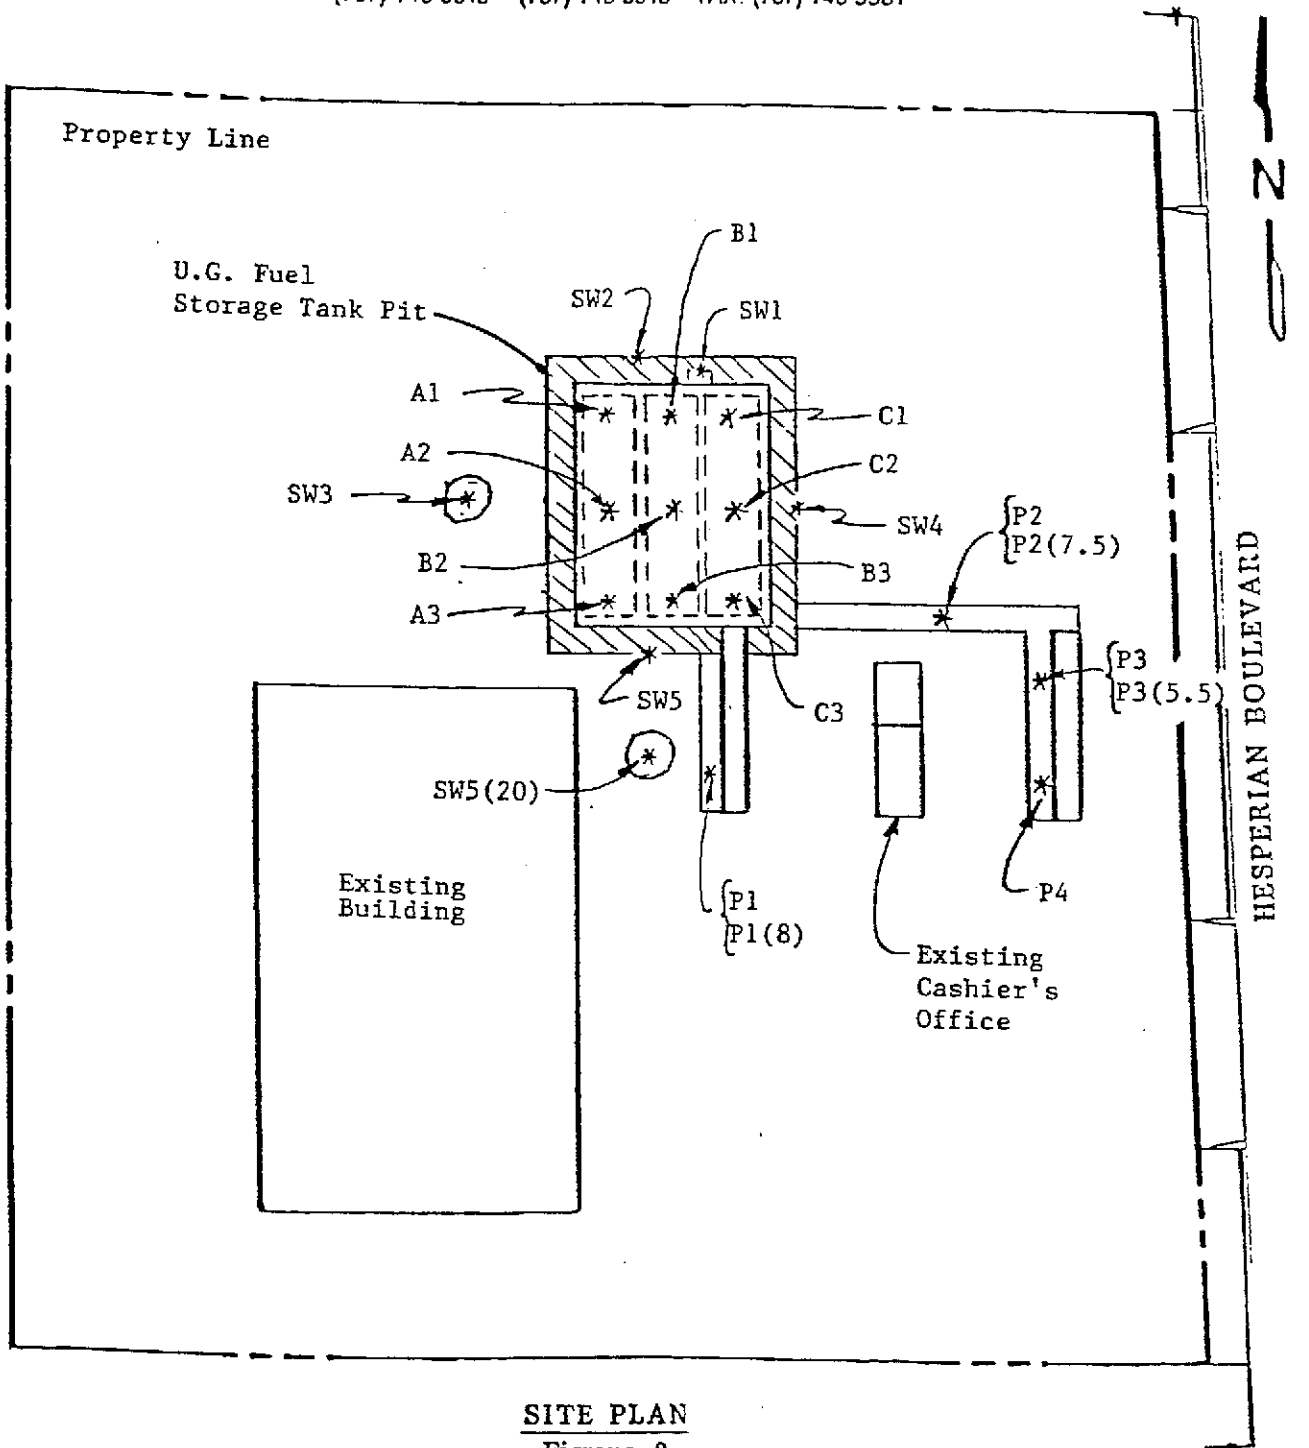 Property Line
N
B1
U.G. Fuel
Storage Tank Pit
SW2
SW1
A1
C1
A2
C2
SW3
SW4
P2
P2(7.5)
B2
B3
A3
P3
P3(5.5)
SW5
C3
SW5(20)
HESPERIAN BOULEVARD
Existing
Building
P1
P1(8)
P4
Existing
Cashier's
Office
SITE PLAN